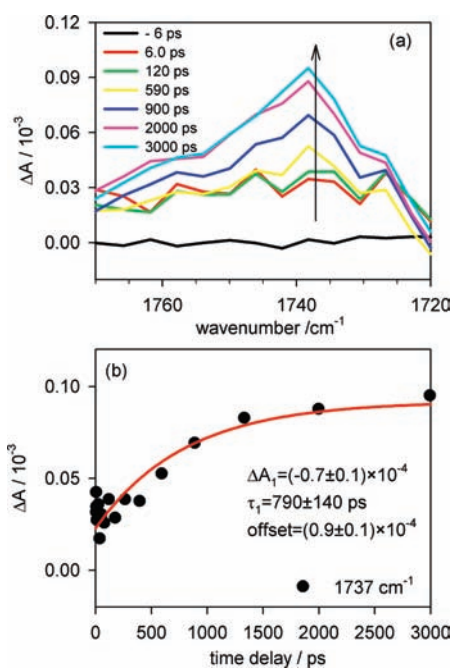 0.12
0.09
0.06
0.03
0.00
ΔA / 10⁻³
(a)
- 6 ps
6.0 ps
120 ps
590 ps
900 ps
2000 ps
3000 ps
1760 1740 1720
wavenumber /cm⁻¹
(b)
0.10
0.05
0.00
ΔA / 10⁻³
ΔA₁=(-0.7±0.1)×10⁻⁴
τ₁=790±140 ps
offset=(0.9±0.1)×10⁻⁴
1737 cm⁻¹
0 500 1000 1500 2000 2500 3000
time delay / ps